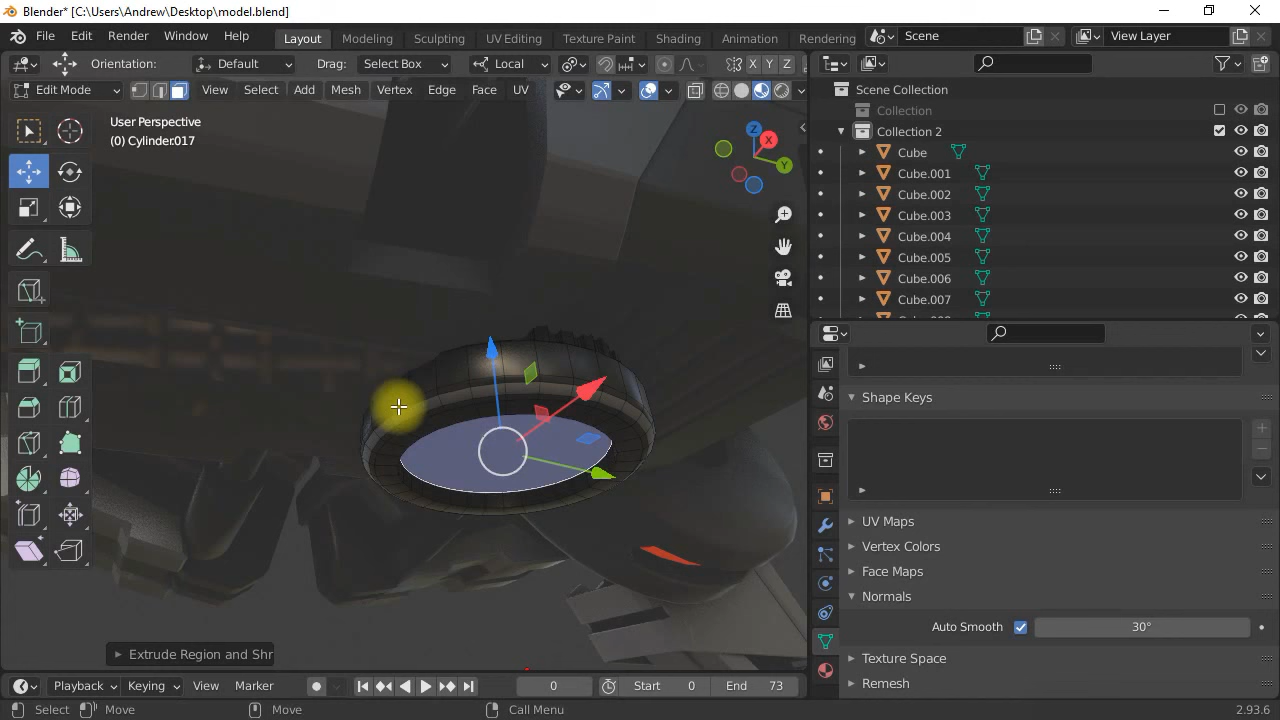 Blender* [C:\Users\Andrew\Desktop\model.blend]
File Edit Render Window Help Layout Modeling Sculpting UV Editing Texture Paint Shading Animation Rendering Scene View Layer
Orientation: Default Drag: Select Box Local X Y Z
Edit Mode View Select Add Mesh Vertex Edge Face UV
User Perspective
(0) Cylinder.017
Z X Y
Scene Collection
Collection
Collection 2
Cube
Cube.001
Cube.002
Cube.003
Cube.004
Cube.005
Cube.006
Cube.007
Shape Keys
UV Maps
Vertex Colors
Face Maps
Normals
Auto Smooth 30°
Texture Space
Remesh
Extrude Region and Shr
Playback Keying View Marker 0 Start 0 End 73
Select Move Move Call Menu 2.93.6